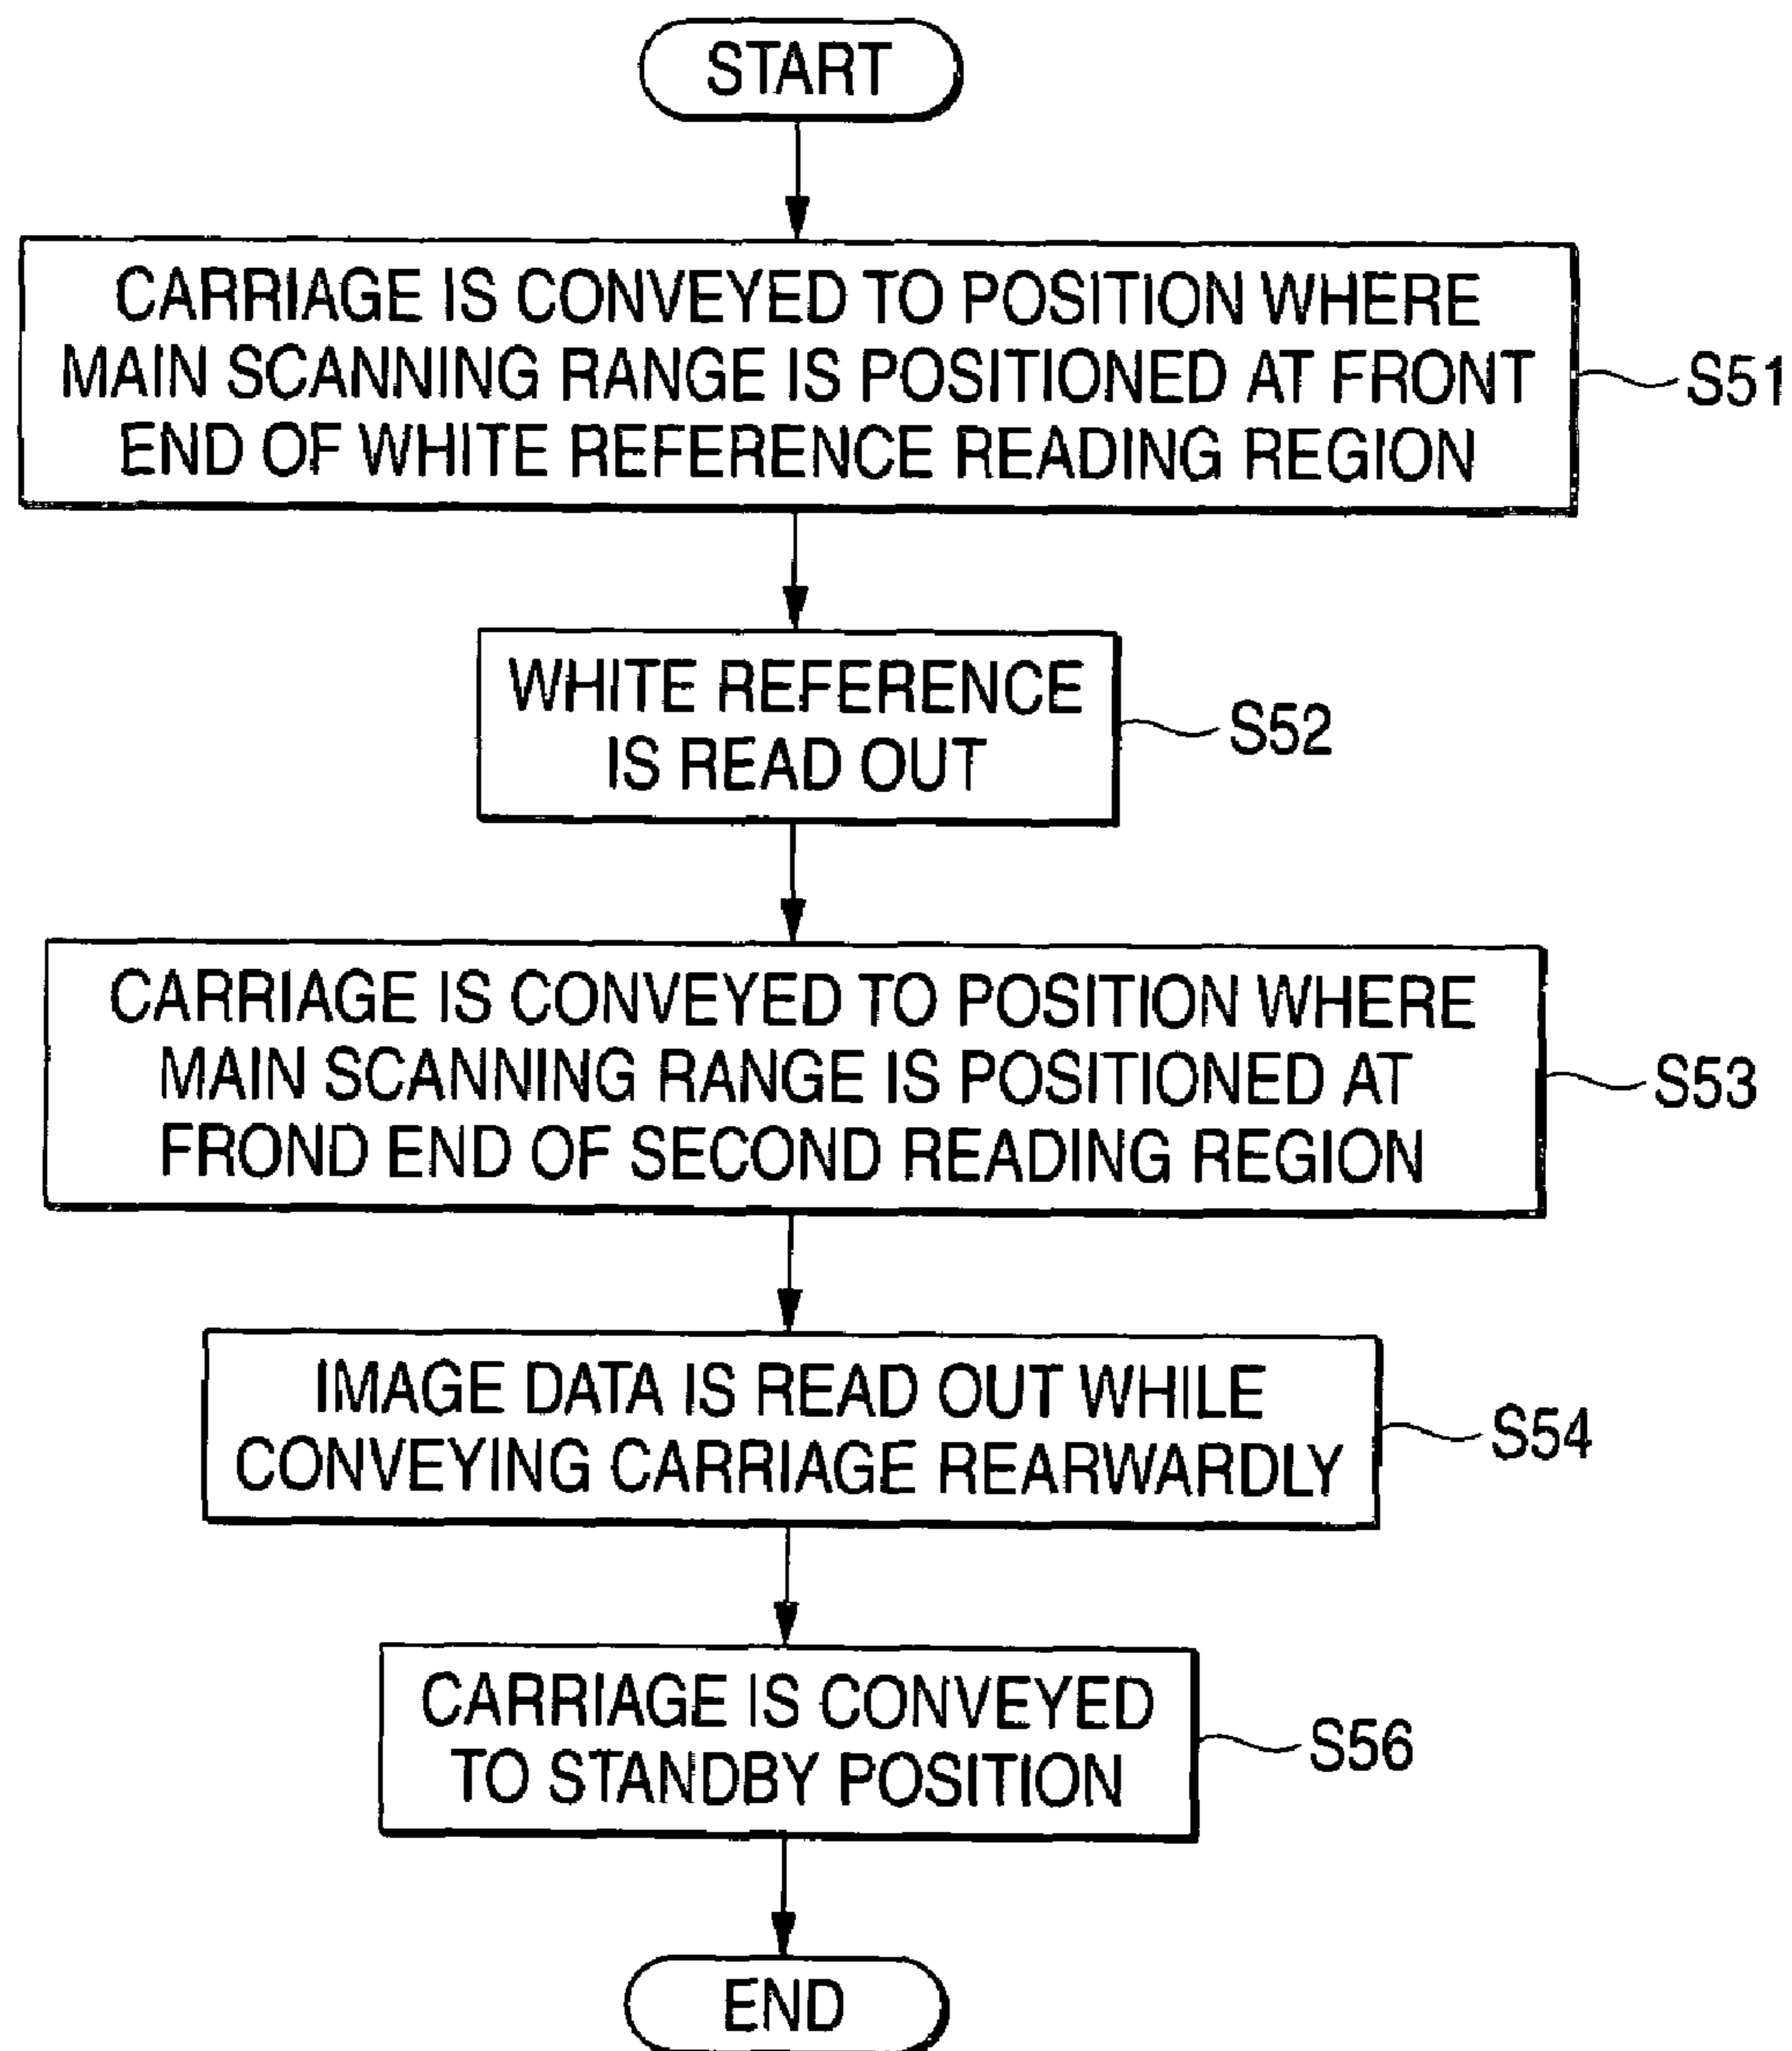 START
CARRIAGE IS CONVEYED TO POSITION WHERE
MAIN SCANNING RANGE IS POSITIONED AT FRONT
END OF WHITE REFERENCE READING REGION
S51
WHITE REFERENCE
IS READ OUT
S52
CARRIAGE IS CONVEYED TO POSITION WHERE
MAIN SCANNING RANGE IS POSITIONED AT
FROND END OF SECOND READING REGION
S53
IMAGE DATA IS READ OUT WHILE
CONVEYING CARRIAGE REARWARDLY
S54
CARRIAGE IS CONVEYED
TO STANDBY POSITION
S56
END